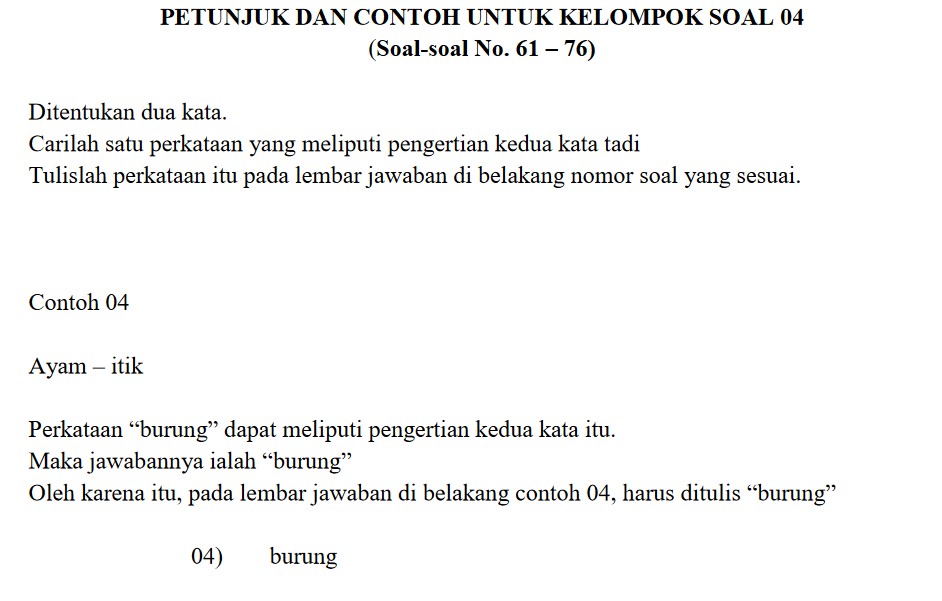 PETUNJUK DAN CONTOH UNTUK KELOMPOK SOAL 04
(Soal-soal No. 61 – 76)
Ditentukan dua kata.
Carilah satu perkataan yang meliputi pengertian kedua kata tadi
Tulislah perkataan itu pada lembar jawaban di belakang nomor soal yang sesuai.
Contoh 04
Ayam – itik
Perkataan “burung” dapat meliputi pengertian kedua kata itu.
Maka jawabannya ialah “burung”
Oleh karena itu, pada lembar jawaban di belakang contoh 04, harus ditulis “burung”
04) burung